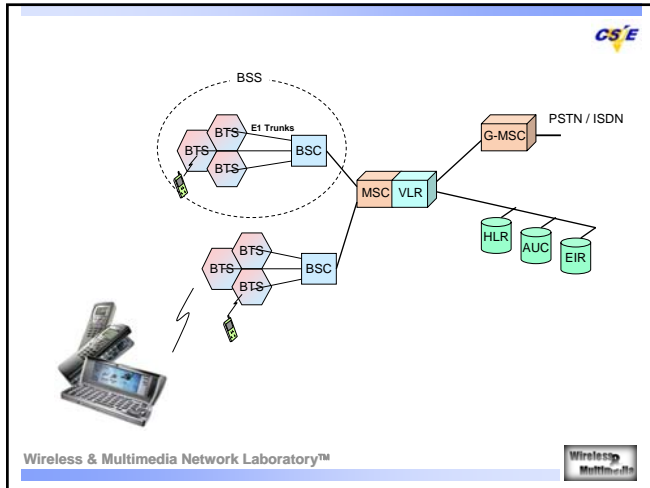 CSIE
BSS
BTS
E1 Trunks
BTS
BSC
BTS
PSTN / ISDN
G-MSC
MSC
VLR
HLR
AUC
EIR
BTS
BTS
BSC
BTS
Wireless & Multimedia Network Laboratory™
Wireless
Multimedia